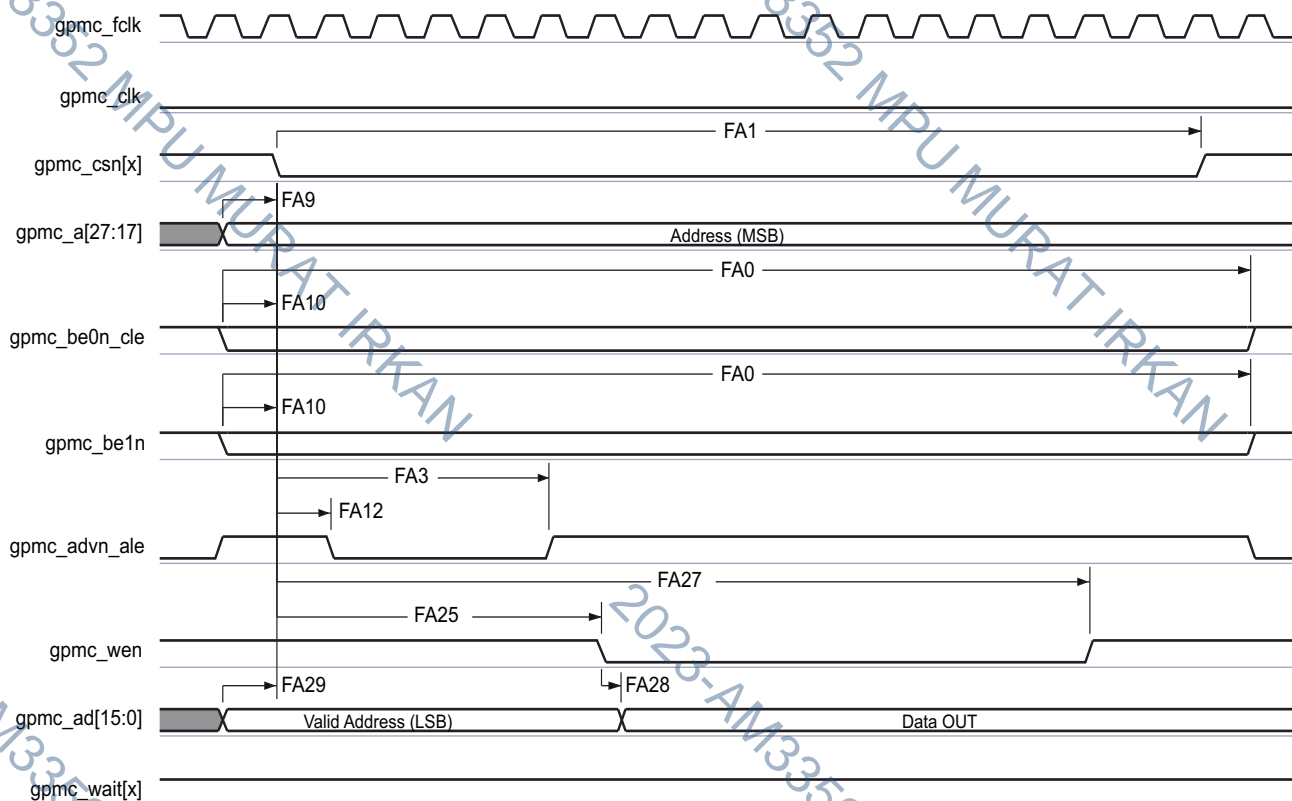 gpmc_fclk
gpmc_clk
FA1
gpmc_csn[x]
FA9
gpmc_a[27:17]
Address (MSB)
FA0
FA10
gpmc_be0n_cle
FA0
FA10
gpmc_be1n
FA3
FA12
gpmc_advn_ale
FA27
FA25
gpmc_wen
FA29
FA28
gpmc_ad[15:0]
Valid Address (LSB)
Data OUT
gpmc_wait[x]
3352 MPU MURAT IRKAN
3352 MPU MURAT IRKAN
2023-AM335
M335